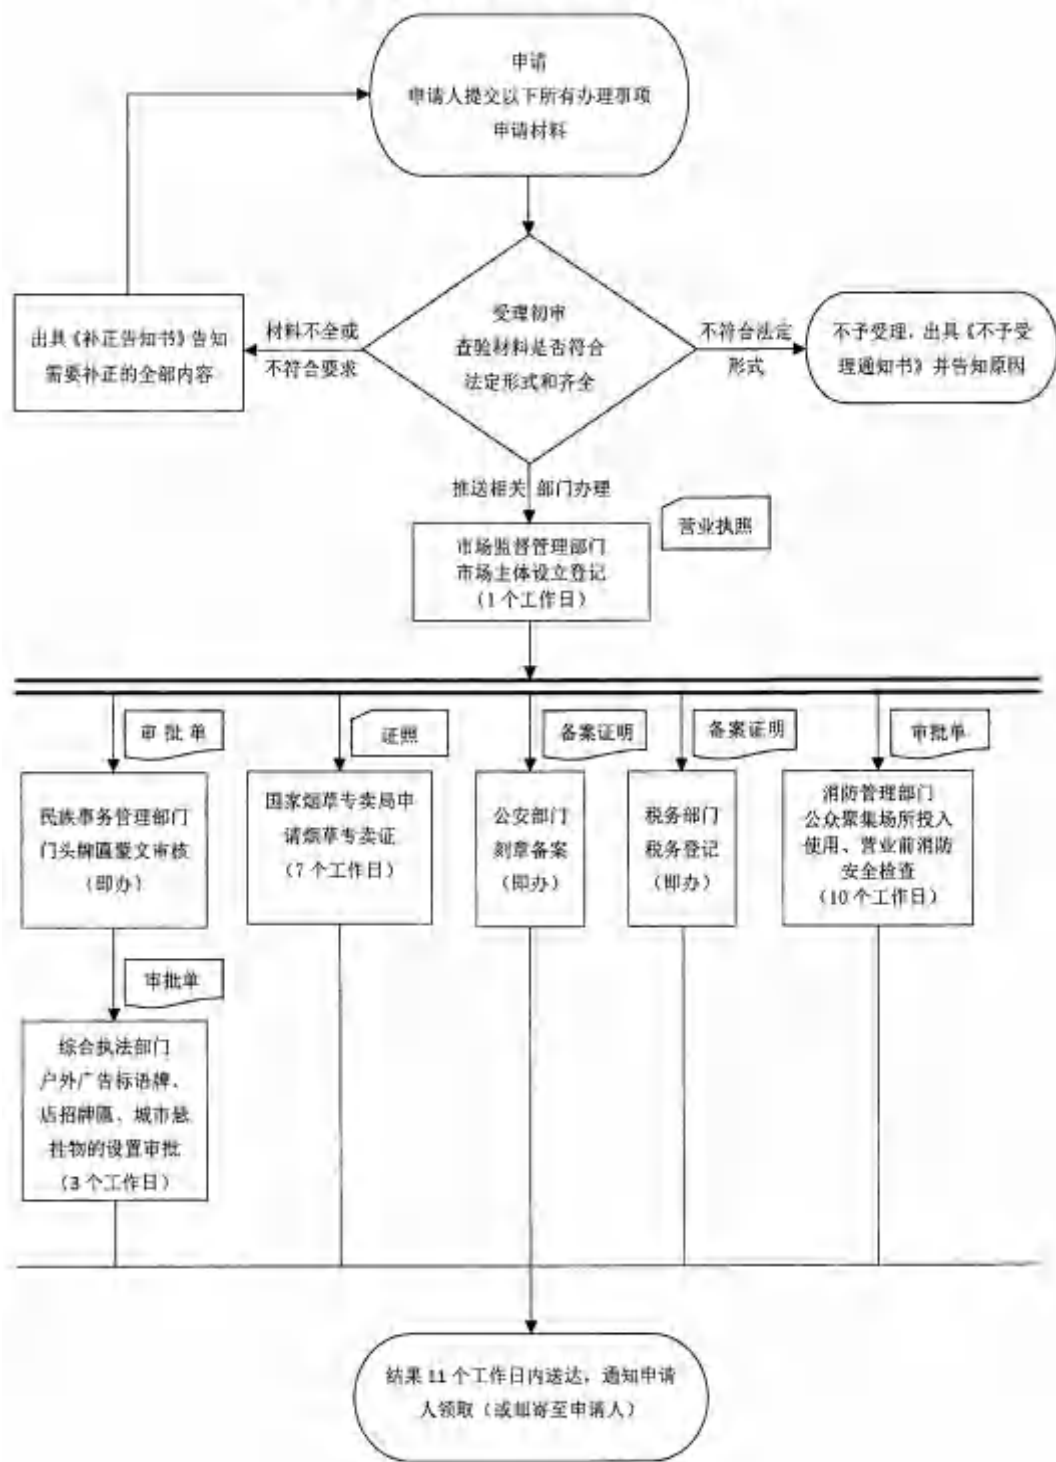 申请
申请人提交以下所有办理事项
申请材料
出具《补正告知书》告知
需要补正的全部内容
材料不全或
不符合要求
受理初审
查验材料是否符合
法定形式和齐全
不符合法定
形式
不予受理，出具《不予受
理通知书》并告知原因
推送相关 部门办理
营业执照
市场监督管理部门
市场主体设立登记
（1个工作日）
审批单
证照
备案证明
备案证明
审批单
民族事务管理部门
门头牌匾蒙文审核
（即办）
国家烟草专卖局申
请烟草专卖证
（7个工作日）
公安部门
刻章备案
（即办）
税务部门
税务登记
（即办）
消防管理部门
公众聚集场所投入
使用、营业前消防
安全检查
（10个工作日）
审批单
综合执法部门
户外广告标语牌、
店招牌匾、城市悬
挂物的设置审批
（3个工作日）
结果11个工作日内送达，通知申请
人领取（或邮寄至申请人）